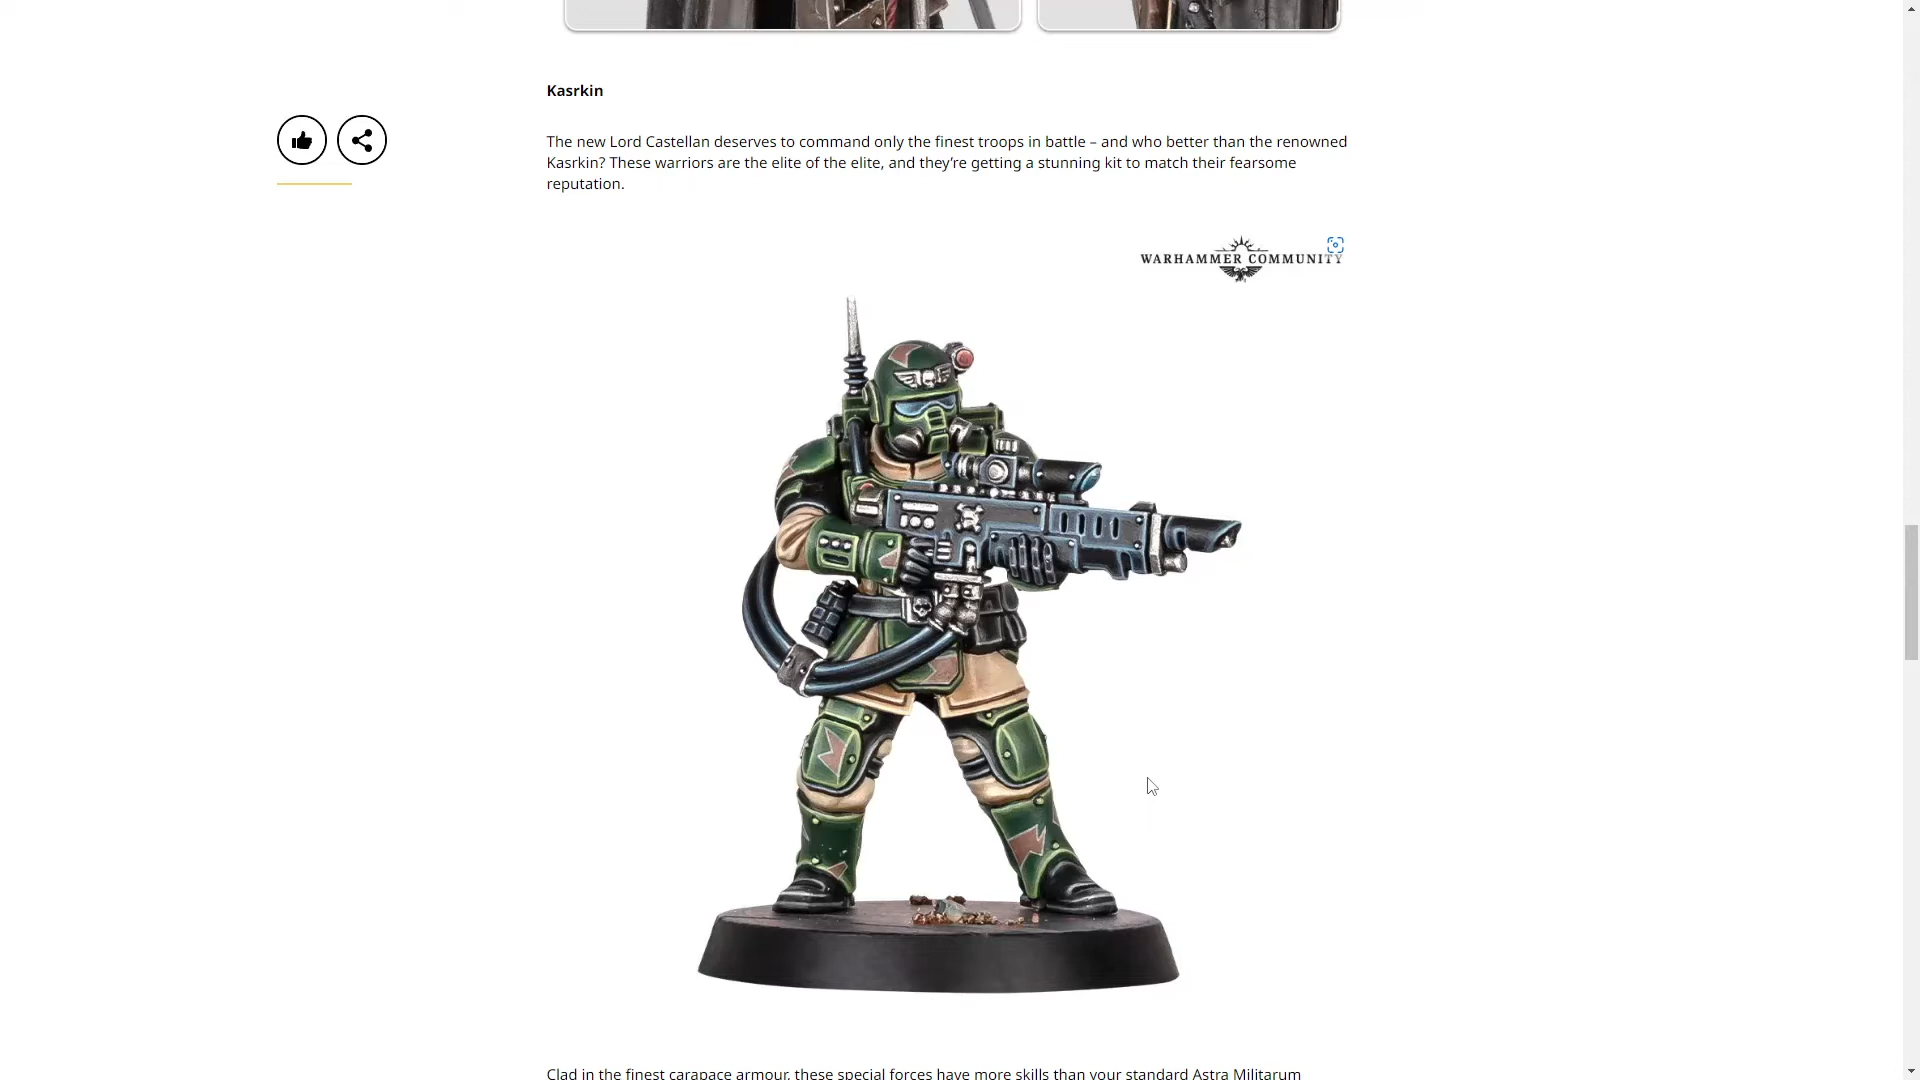 Kasrkin
The new Lord Castellan deserves to command only the finest troops in battle – and who better than the renowned
Kasrkin? These warriors are the elite of the elite, and they’re getting a stunning kit to match their fearsome
reputation.
WARHAMMER COMMUNITY
Clad in the finest carapace armour, these special forces have more skills than your standard Astra Militarum